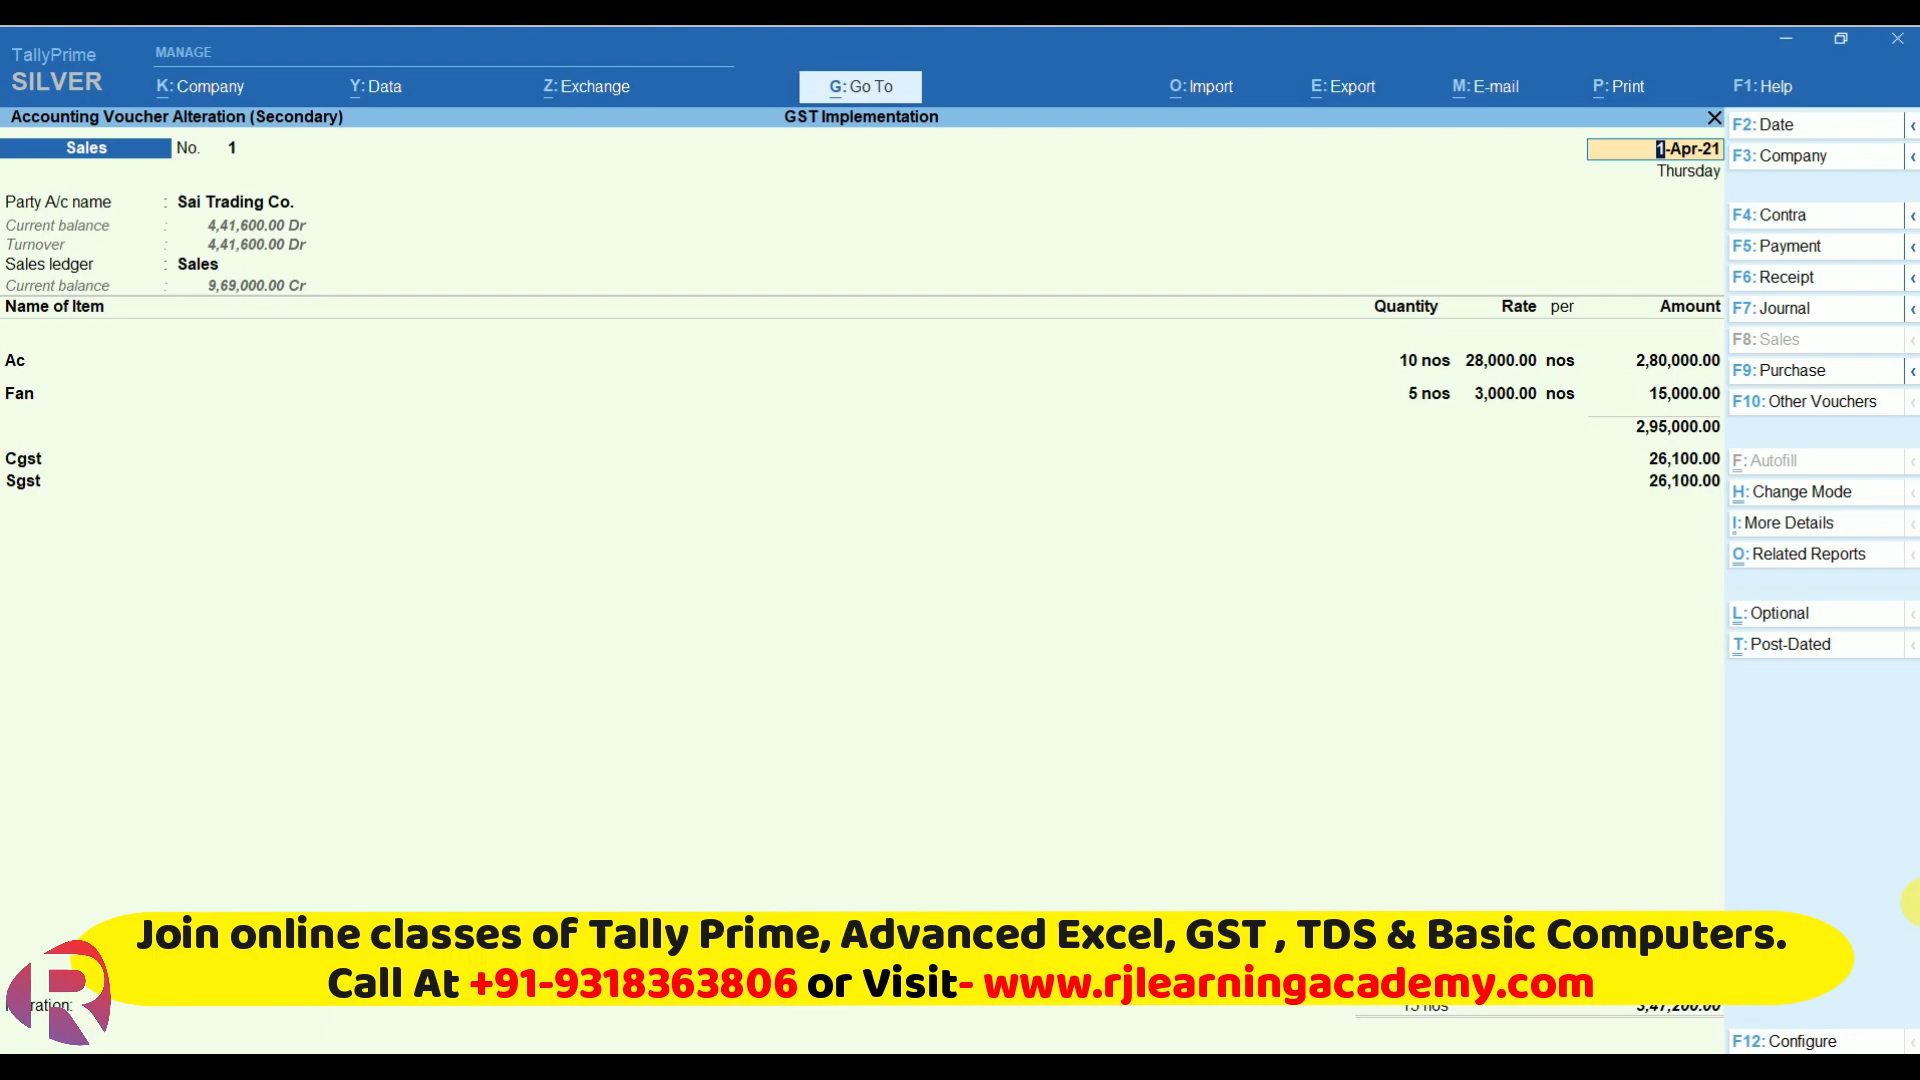 TallyPrime
SILVER
MANAGE
K: Company
Y: Data
Z: Exchange
G: Go To
O: Import
E: Export
M: E-mail
P: Print
F1: Help
Accounting Voucher Alteration (Secondary)
GST Implementation
Sales
No. 1
1-Apr-21
Thursday
Party A/c name : Sai Trading Co.
Current balance : 4,41,600.00 Dr
Turnover : 4,41,600.00 Dr
Sales ledger : Sales
Current balance : 9,69,000.00 Cr
Name of Item Quantity Rate per Amount
Ac 10 nos 28,000.00 nos 2,80,000.00
Fan 5 nos 3,000.00 nos 15,000.00
2,95,000.00
Cgst 26,100.00
Sgst 26,100.00
F2: Date
F3: Company
F4: Contra
F5: Payment
F6: Receipt
F7: Journal
F8: Sales
F9: Purchase
F10: Other Vouchers
F: Autofill
H: Change Mode
I: More Details
O: Related Reports
L: Optional
T: Post-Dated
Join online classes of Tally Prime, Advanced Excel, GST , TDS & Basic Computers.
Call At +91-9318363806 or Visit- www.rjlearningacademy.com
15 nos 3,47,200.00
F12: Configure